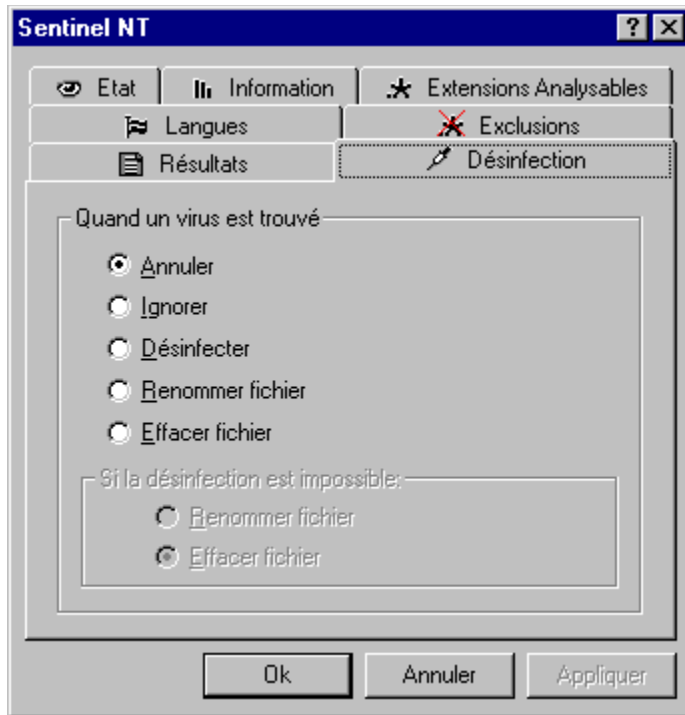 Sentinel NT
Etat Information Extensions Analysables
Langues Exclusions
Résultats Désinfection
Quand un virus est trouvé
Annuler
Ignorer
Désinfecter
Renommer fichier
Effacer fichier
Si la désinfection est impossible:
Renommer fichier
Effacer fichier
Ok Annuler Appliquer